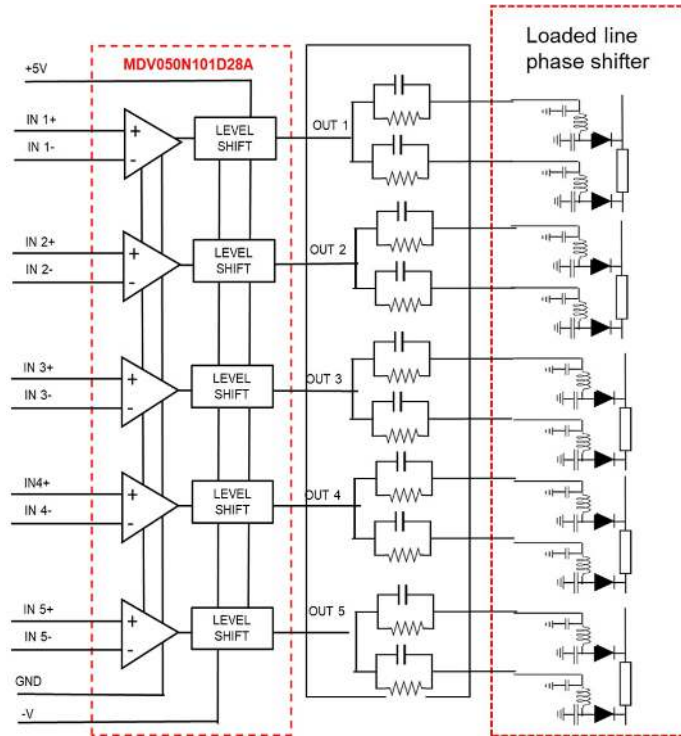 Loaded line
phase shifter
MDV050N101D28A
+5V
IN 1+
IN 1-
+
-
LEVEL
SHIFT
OUT 1
IN 2+
IN 2-
+
-
LEVEL
SHIFT
OUT 2
IN 3+
IN 3-
+
-
LEVEL
SHIFT
OUT 3
IN4+
IN 4-
+
-
LEVEL
SHIFT
OUT 4
IN 5+
IN 5-
+
-
LEVEL
SHIFT
OUT 5
GND
-V